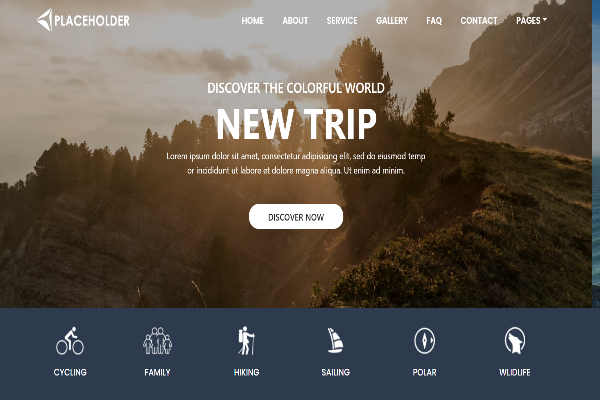 PLACEHOLDER
HOME ABOUT SERVICE GALLERY FAQ CONTACT PAGES
DISCOVER THE COLORFUL WORLD
NEW TRIP
Lorem ipsum dolor sit amet, consectetur adipisicing elit, sed do eiusmod temp
or incididunt ut labore et dolore magna aliqua. Ut enim ad minim.
DISCOVER NOW
CYCLING FAMILY HIKING SAILING POLAR WLIDLIFE